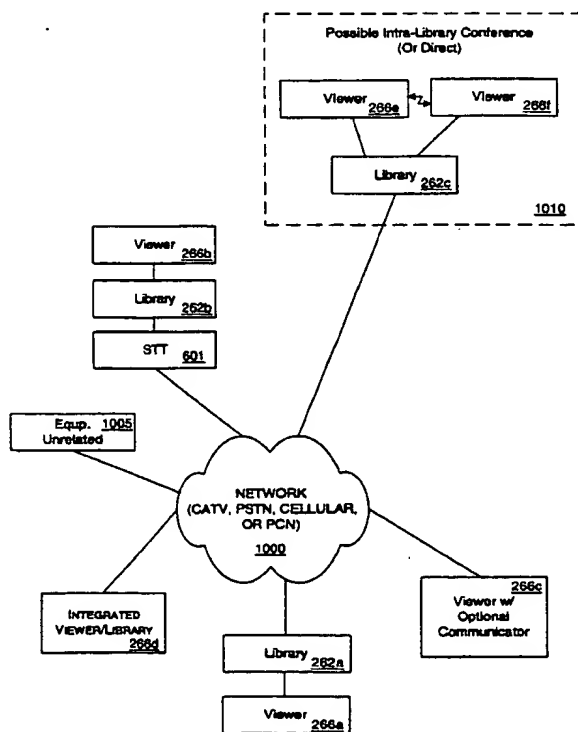 Possible Intra-Library Conference
(Or Direct)
Viewer
266e
Viewer
266f
Library
262c
1010
Viewer
266b
Library
262b
STT
601
Equp. 1005
Unrelated
NETWORK
(CATV, PSTN, CELLULAR,
OR PCN)
1000
INTEGRATED
VIEWER/LIBRARY
266d
266c
Viewer w/
Optional
Communicator
Library
262a
Viewer
266a